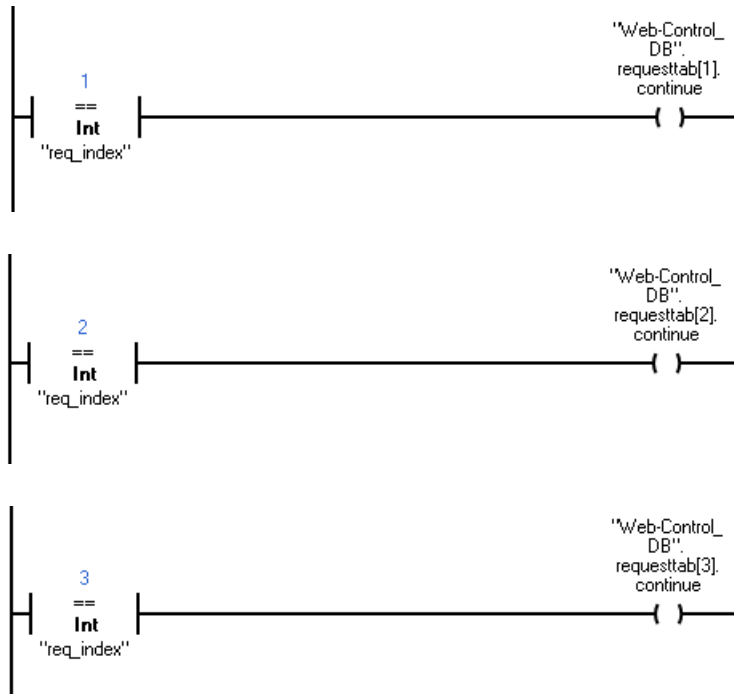 "Web-Control_
DB".
requesttab[1].
continue
1
==
Int
"req_index"
"Web-Control_
DB".
requesttab[2].
continue
2
==
Int
"req_index"
"Web-Control_
DB".
requesttab[3].
continue
3
==
Int
"req_index"